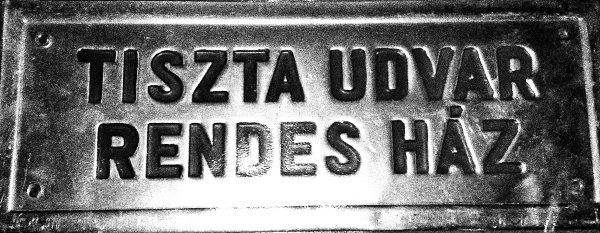 TISZTA UDVAR
RENDES HÁZ